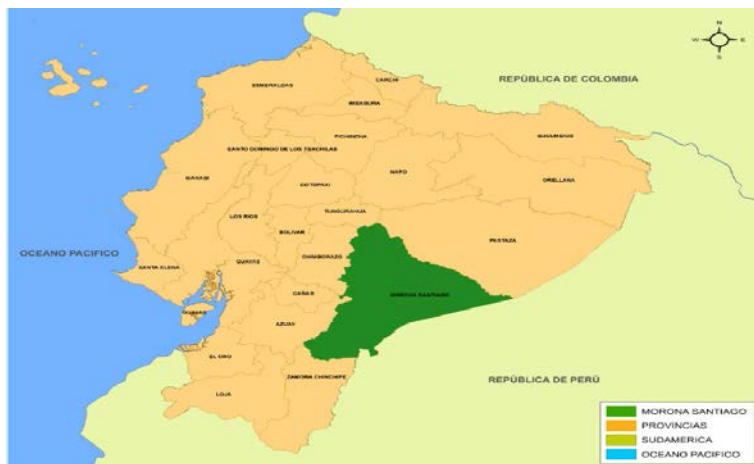 N
W E
S
REPÚBLICA DE COLOMBIA
CARCHI
ESMERALDAS
IMBABURA
SUCUMBIOS
PICHINCHA
SANTO DOMINGO DE LOS TSACHILAS
NAPO
ORELLANA
MANABI
COTOPAXI
TUNGURAHUA
LOS RIOS
BOLIVAR
PASTAZA
OCEANO PACIFICO
CHIMBORAZO
SANTA ELENA
GUAYAS
CAÑAR
MORONA SANTIAGO
AZUAY
EL ORO
ZAMORA CHINCHIPE
REPÚBLICA DE PERÚ
LOJA
MORONA SANTIAGO
PROVINCIAS
SUDAMERICA
OCEANO PACIFICO